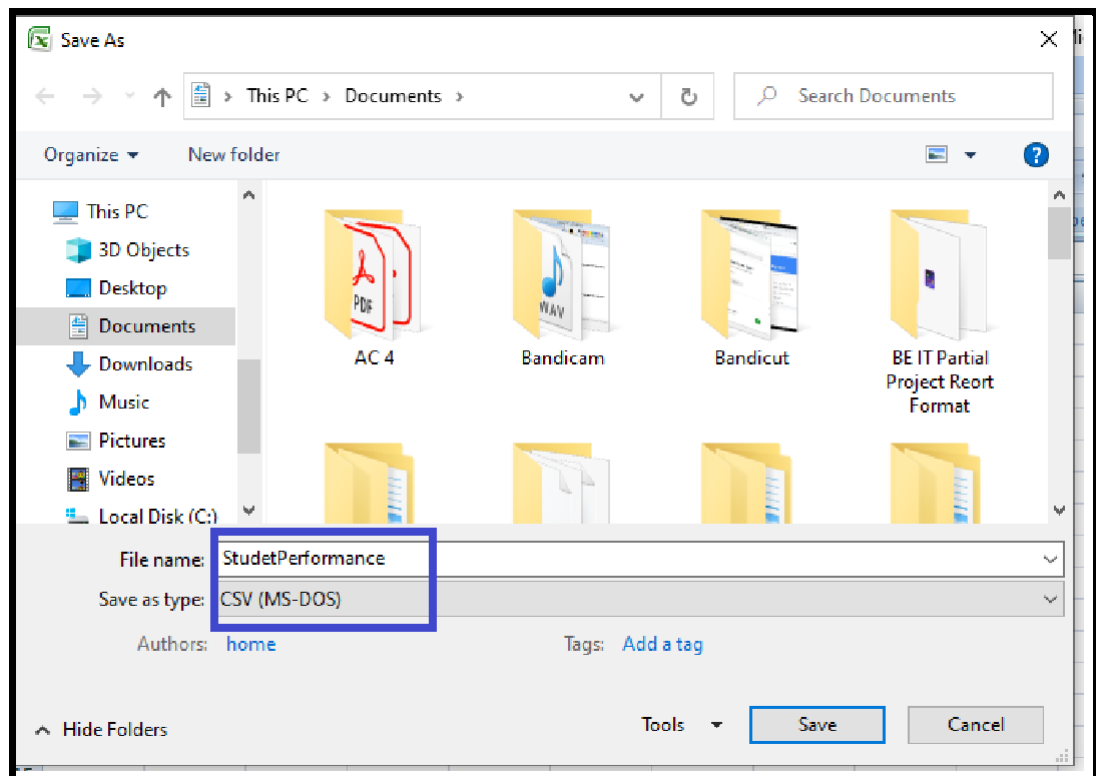 Save As
This PC > Documents >
Search Documents
Organize
New folder
This PC
3D Objects
Desktop
Documents
Downloads
Music
Pictures
Videos
Local Disk (C:)
PDF
WAV
AC 4
Bandicam
Bandicut
BE IT Partial
Project Reort
Format
File name: StudetPerformance
Save as type: CSV (MS-DOS)
Authors: home
Tags: Add a tag
Hide Folders
Tools
Save
Cancel